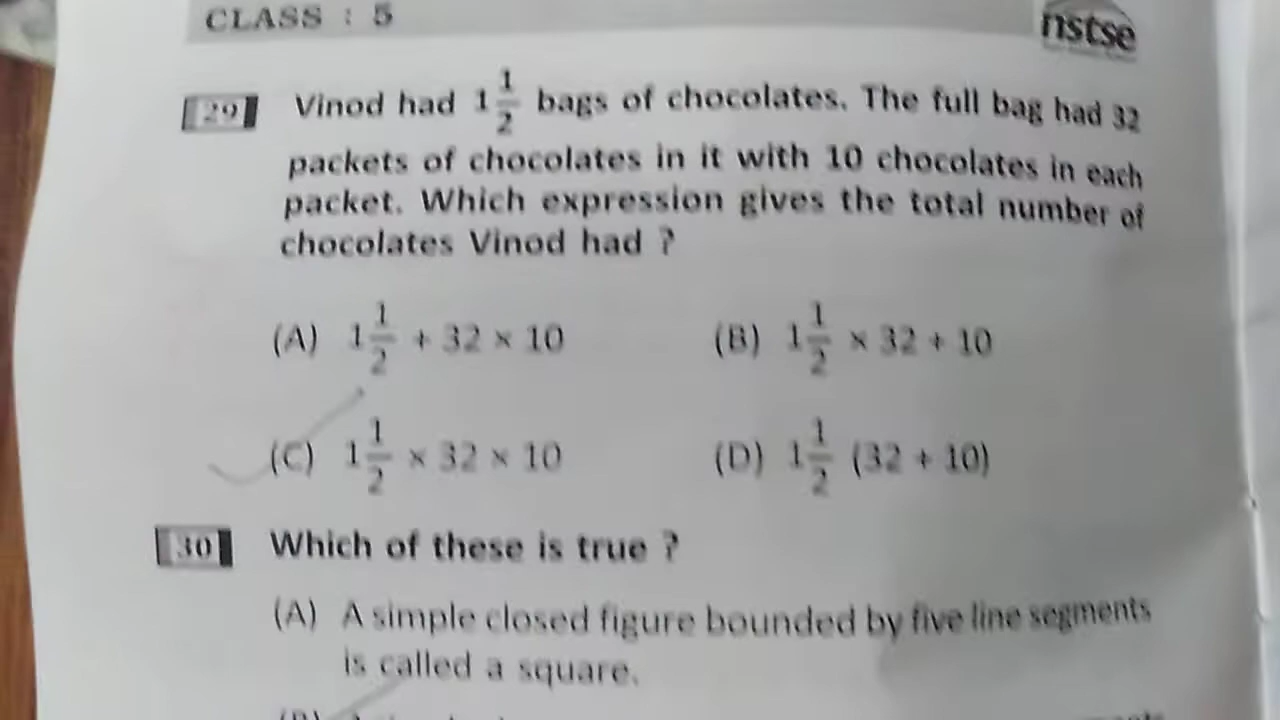 CLASS : 5
nstse
29 Vinod had 1 1/2 bags of chocolates. The full bag had 32
packets of chocolates in it with 10 chocolates in each
packet. Which expression gives the total number of
chocolates Vinod had ?
(A) 1 1/2 + 32 × 10 (B) 1 1/2 × 32 + 10
(C) 1 1/2 × 32 × 10 (D) 1 1/2 (32 + 10)
30 Which of these is true ?
(A) A simple closed figure bounded by five line segments
is called a square.
(B)